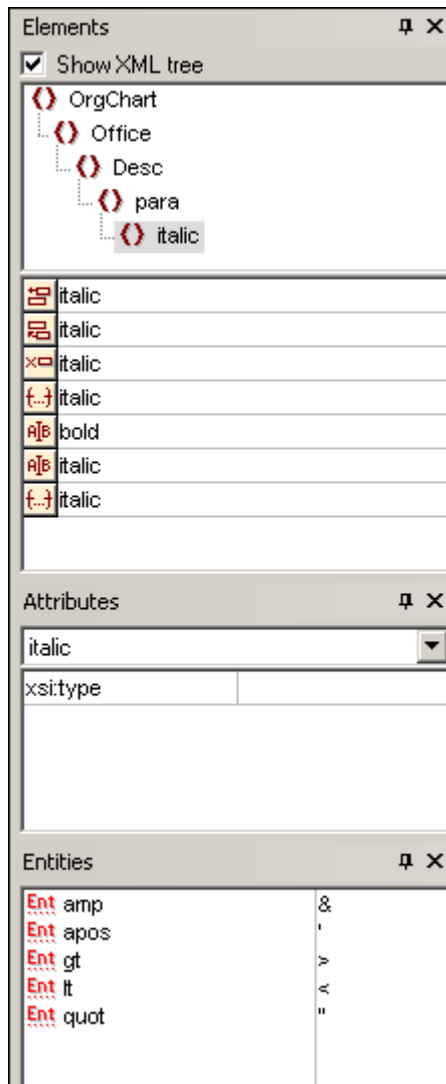 Elements
Show XML tree
OrgChart
Office
Desc
para
italic
italic
italic
italic
{...} italic
A|B bold
A|B italic
{...} italic
Attributes
italic
xsi:type
Entities
Ent amp &
Ent apos '
Ent gt >
Ent lt <
Ent quot "